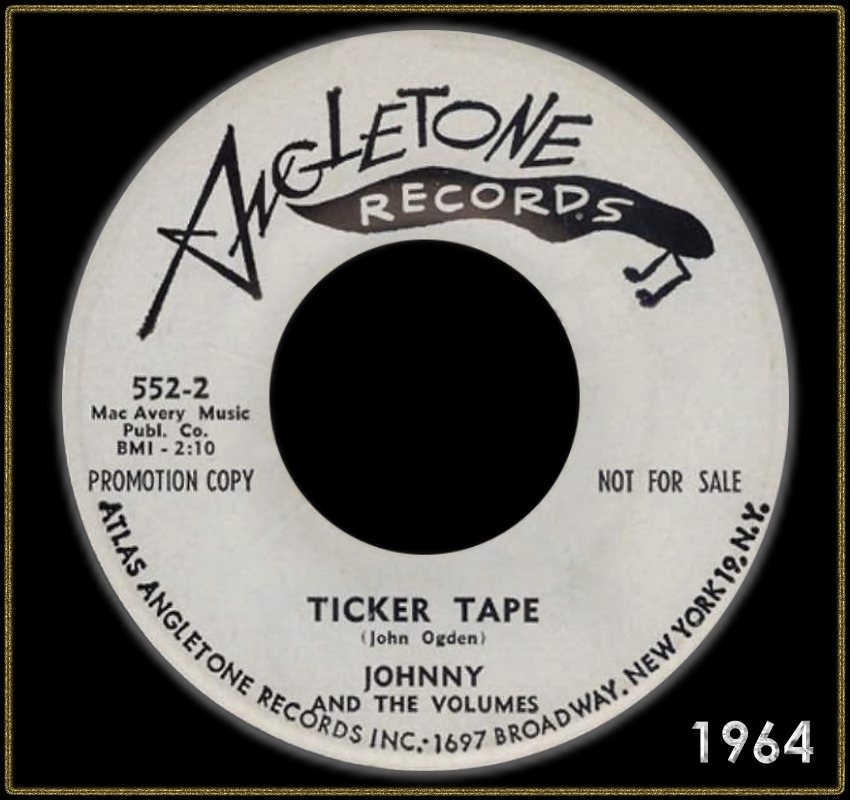 ANGLETONE
RECORDS
552-2
Mac Avery Music
Publ. Co.
BMI - 2:10
PROMOTION COPY
NOT FOR SALE
TICKER TAPE
(John Ogden)
JOHNNY
AND THE VOLUMES
ATLAS ANGLETONE RECORDS INC.·1697 BROADWAY, NEW YORK 19, N.Y.
1964